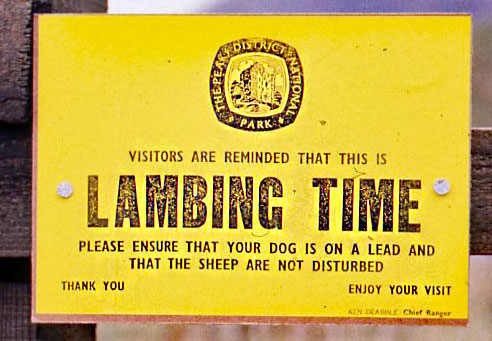 THE PEAK DISTRICT NATIONAL PARK
VISITORS ARE REMINDED THAT THIS IS
LAMBING TIME
PLEASE ENSURE THAT YOUR DOG IS ON A LEAD AND
THAT THE SHEEP ARE NOT DISTURBED
THANK YOU ENJOY YOUR VISIT
KEN DRABBLE Chief Ranger